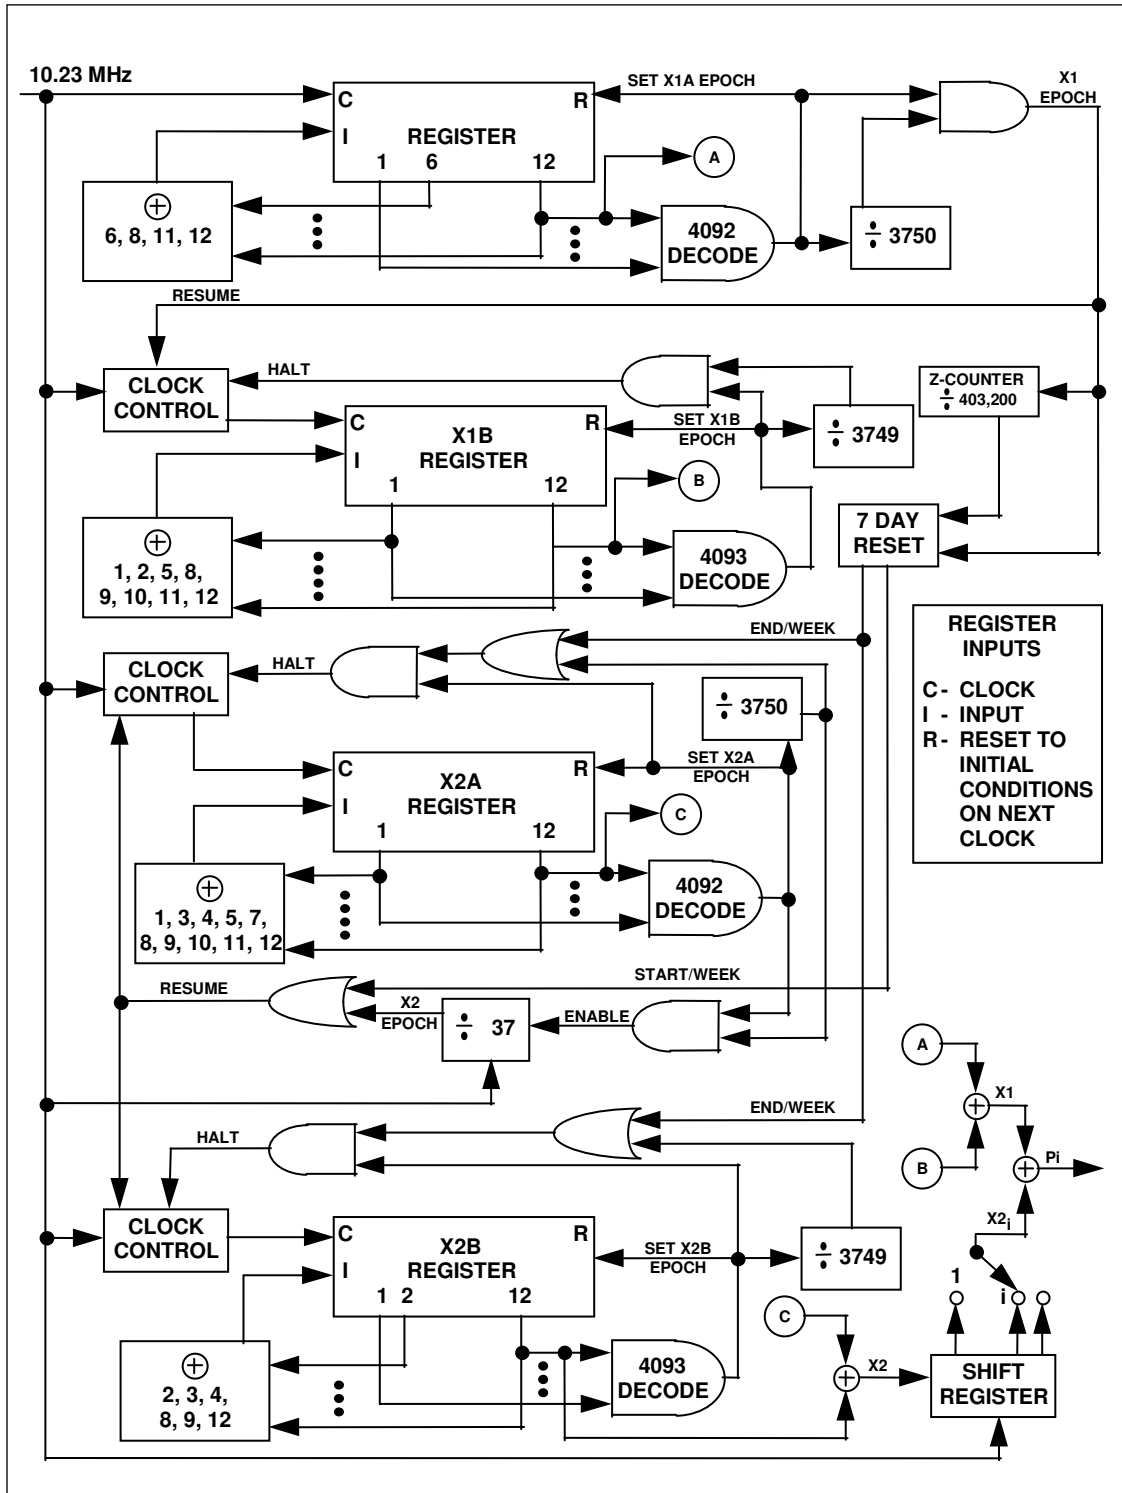 10.23 MHz
C
R
I
REGISTER
1 6 12
SET X1A EPOCH
X1
EPOCH
A
6, 8, 11, 12
4092
DECODE
÷ 3750
RESUME
CLOCK
CONTROL
HALT
Z-COUNTER
÷ 403,200
C
R
I
X1B
REGISTER
1 12
SET X1B
EPOCH
÷ 3749
B
1, 2, 5, 8,
9, 10, 11, 12
4093
DECODE
7 DAY
RESET
END/WEEK
REGISTER
INPUTS
C - CLOCK
I - INPUT
R - RESET TO
INITIAL
CONDITIONS
ON NEXT
CLOCK
CLOCK
CONTROL
HALT
÷ 3750
C
R
I
X2A
REGISTER
1 12
SET X2A
EPOCH
C
1, 3, 4, 5, 7,
8, 9, 10, 11, 12
4092
DECODE
RESUME
START/WEEK
X2
EPOCH
÷ 37
ENABLE
A
X1
B
Pi
X2i
END/WEEK
HALT
CLOCK
CONTROL
C
R
I
X2B
REGISTER
1 2 12
SET X2B
EPOCH
÷ 3749
1
i
C
X2
SHIFT
REGISTER
2, 3, 4,
8, 9, 12
4093
DECODE